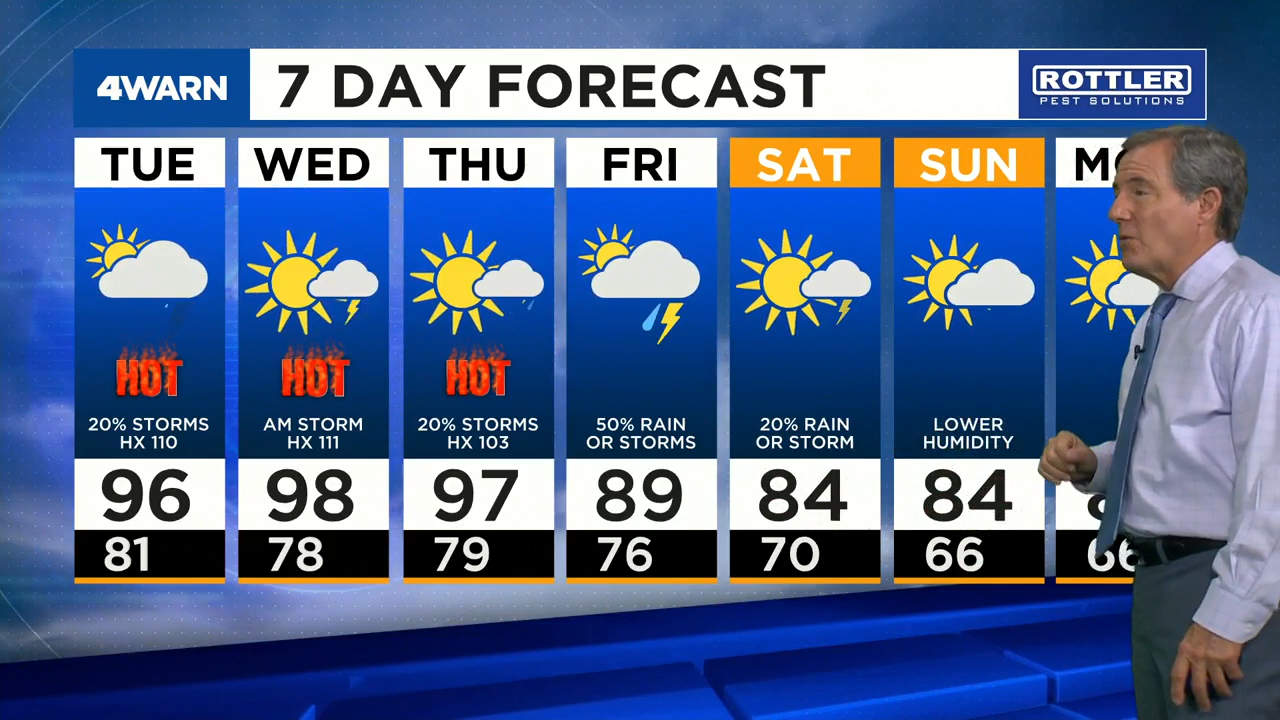 4WARN
7 DAY FORECAST
ROTTLER
PEST SOLUTIONS
TUE
WED
THU
FRI
SAT
SUN
HOT
HOT
HOT
20% STORMS
HX 110
AM STORM
HX 111
20% STORMS
HX 103
50% RAIN
OR STORMS
20% RAIN
OR STORM
LOWER
HUMIDITY
96
98
97
89
84
84
81
78
79
76
70
66
66